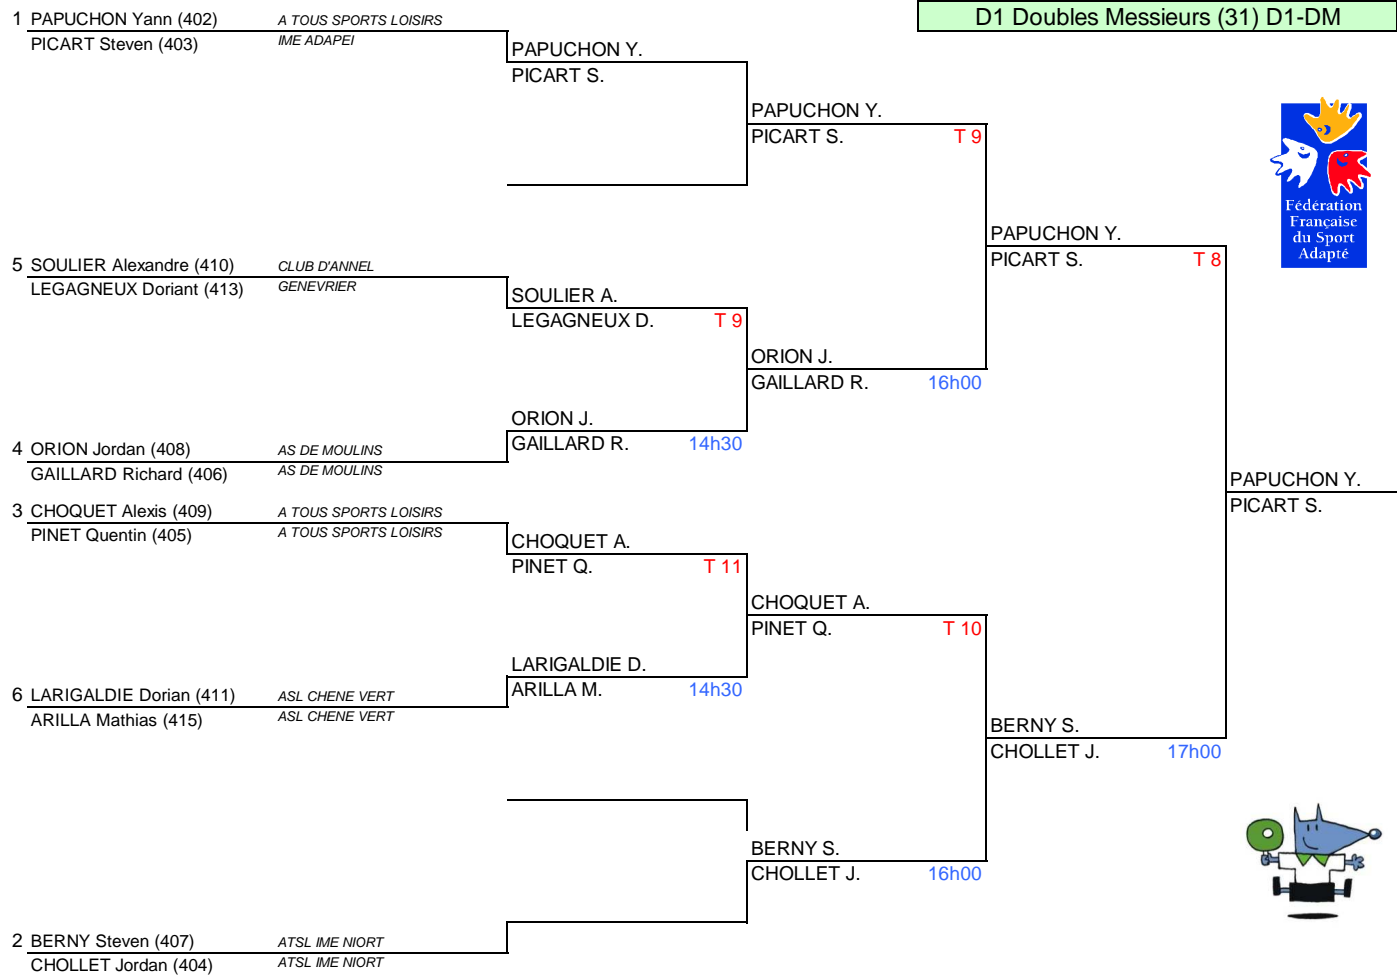 D1 Doubles Messieurs (31) D1-DM
1 PAPUCHON Yann (402) A TOUS SPORTS LOISIRS
PICART Steven (403) IME ADAPEI
PAPUCHON Y.
PICART S.
PAPUCHON Y.
PICART S. T 9
Fédération
Française
du Sport
Adapté
PAPUCHON Y.
PICART S. T 8
5 SOULIER Alexandre (410) CLUB D'ANNEL
LEGAGNEUX Doriant (413) GENEVRIER
SOULIER A.
LEGAGNEUX D. T 9
ORION J.
GAILLARD R. 16h00
ORION J.
GAILLARD R. 14h30
4 ORION Jordan (408) AS DE MOULINS
GAILLARD Richard (406) AS DE MOULINS
PAPUCHON Y.
PICART S.
3 CHOQUET Alexis (409) A TOUS SPORTS LOISIRS
PINET Quentin (405) A TOUS SPORTS LOISIRS
CHOQUET A.
PINET Q. T 11
CHOQUET A.
PINET Q. T 10
LARIGALDIE D.
ARILLA M. 14h30
6 LARIGALDIE Dorian (411) ASL CHENE VERT
ARILLA Mathias (415) ASL CHENE VERT
BERNY S.
CHOLLET J. 17h00
BERNY S.
CHOLLET J. 16h00
2 BERNY Steven (407) ATSL IME NIORT
CHOLLET Jordan (404) ATSL IME NIORT